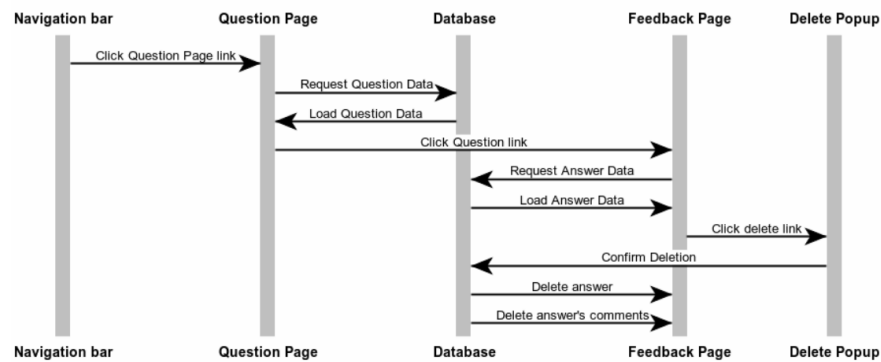 Navigation bar Question Page Database Feedback Page Delete Popup
Click Question Page link
Request Question Data
Load Question Data
Click Question link
Request Answer Data
Load Answer Data
Click delete link
Confirm Deletion
Delete answer
Delete answer's comments
Navigation bar Question Page Database Feedback Page Delete Popup